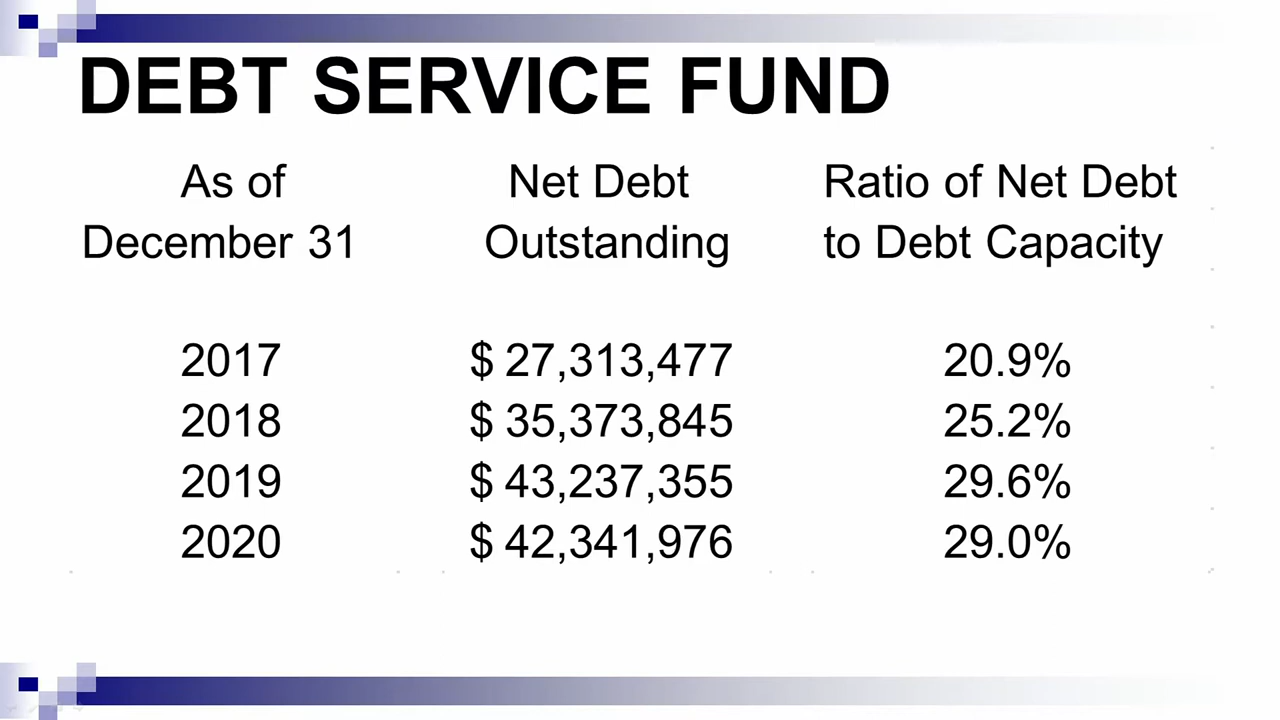 DEBT SERVICE FUND
As of Net Debt Ratio of Net Debt
December 31 Outstanding to Debt Capacity
2017 $ 27,313,477 20.9%
2018 $ 35,373,845 25.2%
2019 $ 43,237,355 29.6%
2020 $ 42,341,976 29.0%